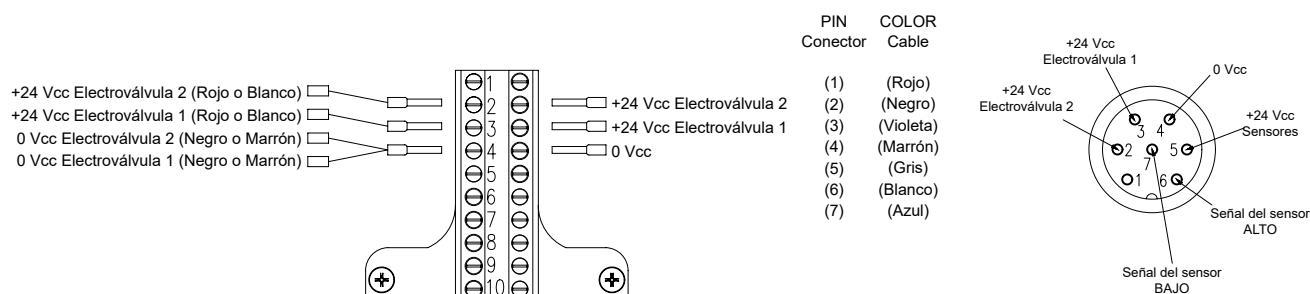 +24 Vcc Electroválvula 2 (Rojo o Blanco)
+24 Vcc Electroválvula 1 (Rojo o Blanco)
0 Vcc Electroválvula 2 (Negro o Marrón)
0 Vcc Electroválvula 1 (Negro o Marrón)
1
2
3
4
5
6
7
8
9
10
+24 Vcc Electroválvula 2
+24 Vcc Electroválvula 1
0 Vcc
PIN COLOR
Conector Cable
(1) (Rojo)
(2) (Negro)
(3) (Violeta)
(4) (Marrón)
(5) (Gris)
(6) (Blanco)
(7) (Azul)
+24 Vcc
Electroválvula 1
0 Vcc
+24 Vcc
Electroválvula 2
+24 Vcc
Sensores
3 4
2 5
7
1 6
Señal del sensor
ALTO
Señal del sensor
BAJO